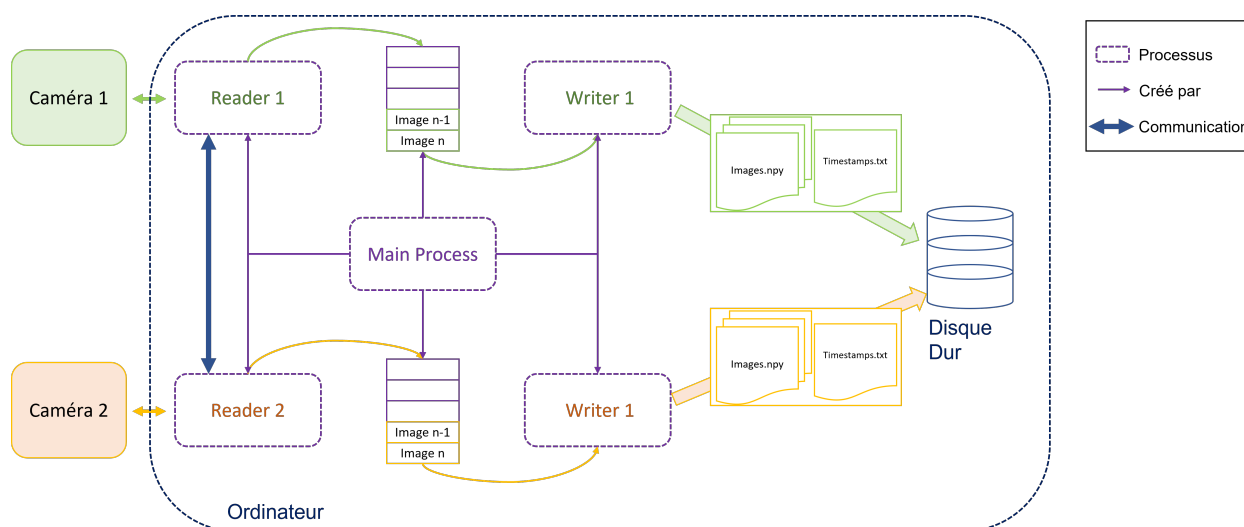 Caméra 1
Reader 1
Image n-1
Image n
Writer 1
Images.npy
Timestamps.txt
Main Process
Caméra 2
Reader 2
Image n-1
Image n
Writer 1
Images.npy
Timestamps.txt
Disque
Dur
Ordinateur
Processus
Créé par
Communication